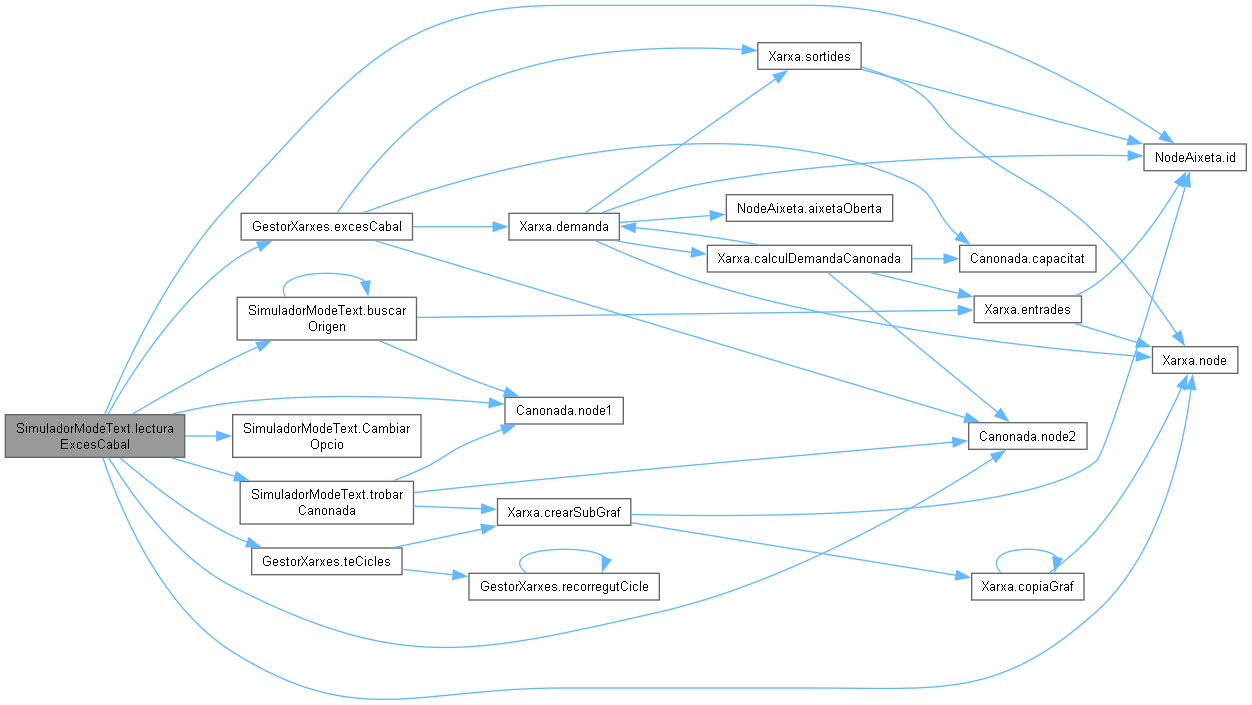 Xarxa.sortides
NodeAixeta.id
NodeAixeta.aixetaOberta
GestorXarxes.excesCabal
Xarxa.demanda
Xarxa.calculDemandaCanonada
Canonada.capacitat
SimuladorModeText.buscar
Origen
Xarxa.entrades
Xarxa.node
Canonada.node1
SimuladorModeText.lectura
ExcesCabal
SimuladorModeText.Cambiar
Opcio
Canonada.node2
SimuladorModeText.trobar
Canonada
Xarxa.crearSubGraf
GestorXarxes.teCicles
GestorXarxes.recorregutCicle
Xarxa.copiaGraf